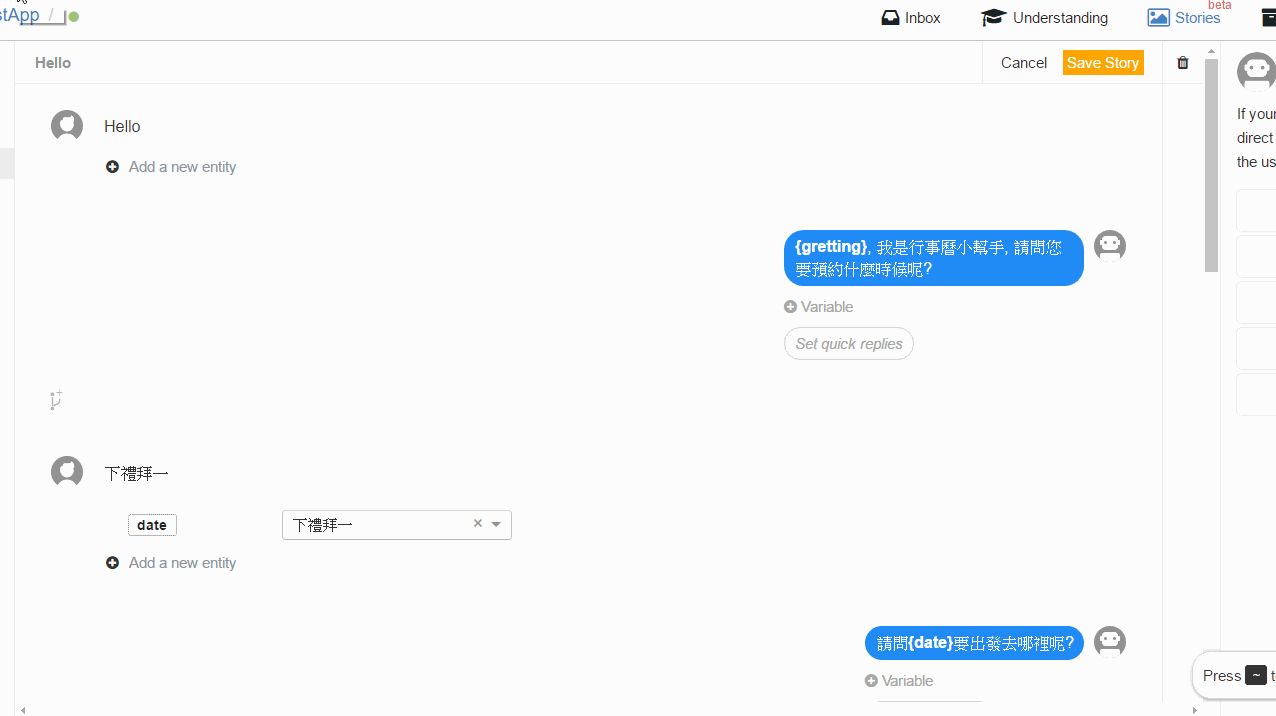 stApp /
Inbox
Understanding
Stories
beta
Hello
Cancel
Save Story
Hello
Add a new entity
{gretting}, 我是行事曆小幫手, 請問您
要預約什麼時候呢?
Variable
Set quick replies
下禮拜一
date
下禮拜一
Add a new entity
請問{date}要出發去哪裡呢?
Variable
If your
direct
the us
Press ~ t